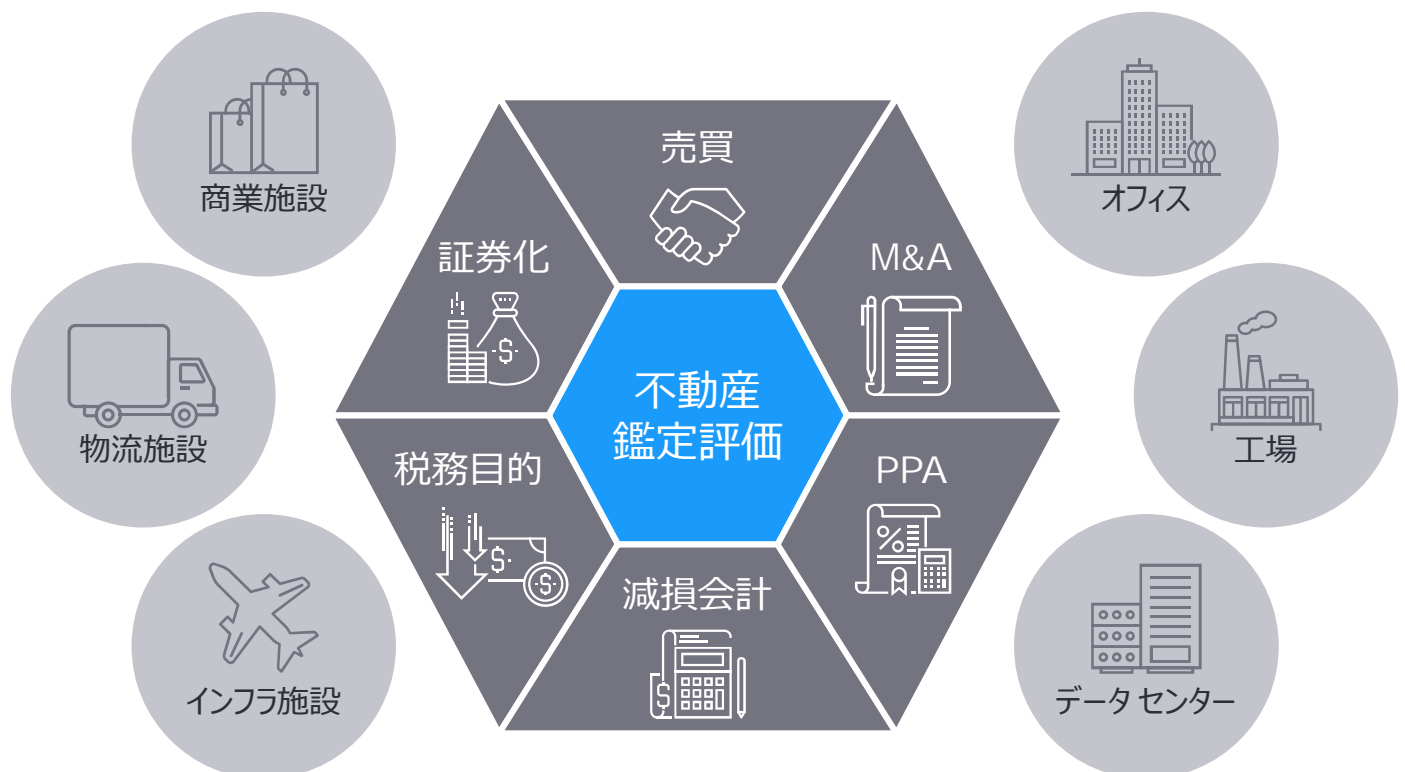 商業施設
物流施設
インフラ施設
売買
証券化
M&A
不動産
鑑定評価
税務目的
PPA
減損会計
オフィス
工場
データ センター